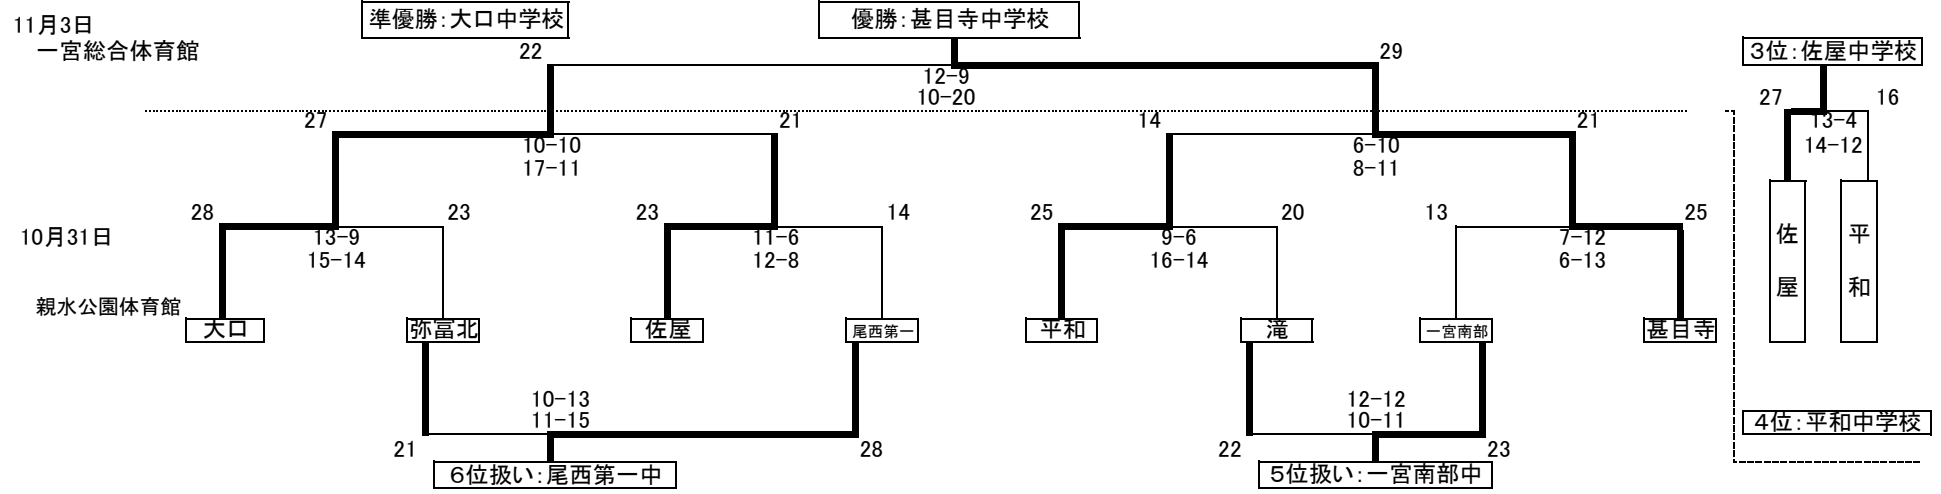 11月3日
一宮総合体育館
準優勝：大口中学校
優勝：甚目寺中学校
22
29
12−9
10−20
３位：佐屋中学校
27
16
13−4
14−12
27
21
10−10
17−11
14
21
6−10
8−11
10月31日
28
23
13−9
15−14
23
14
11−6
12−8
25
20
9−6
16−14
13
25
7−12
6−13
佐屋
平和
親水公園体育館
大口
弥冨北
佐屋
尾西第一
平和
滝
一宮南部
甚目寺
10−13
11−15
21
28
12−12
10−11
22
23
６位扱い：尾西第一中
５位扱い：一宮南部中
４位：平和中学校